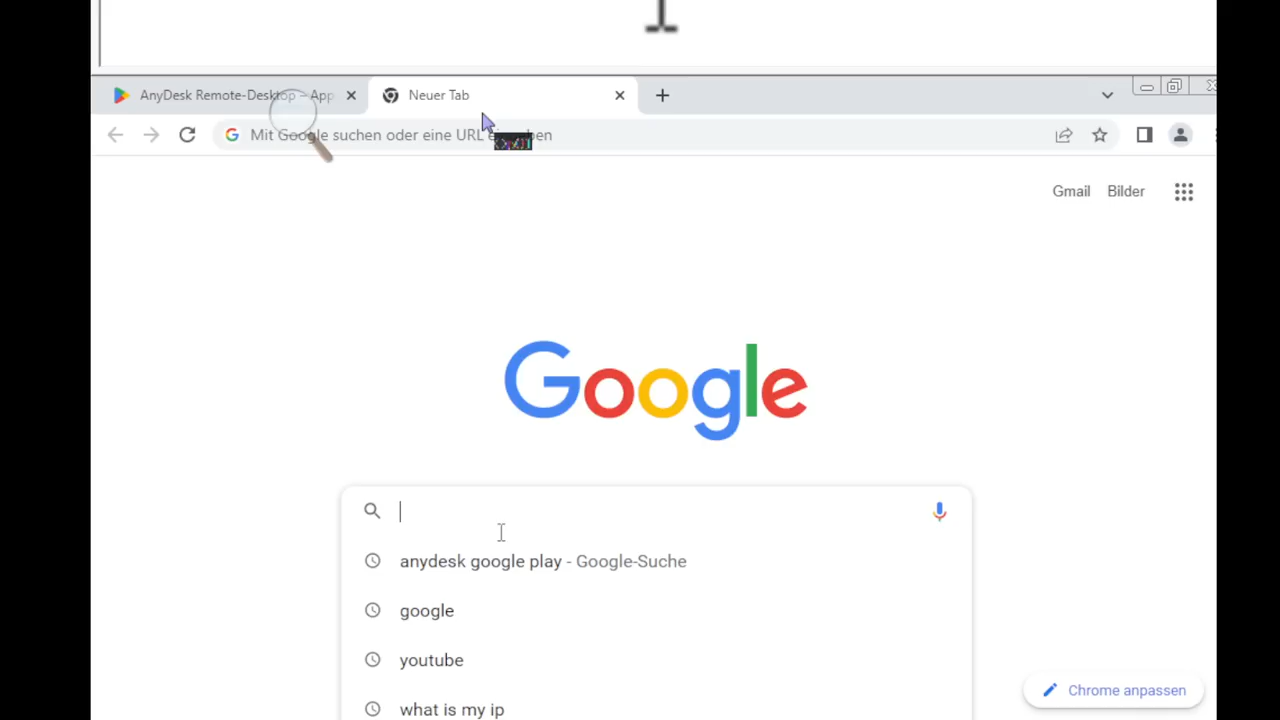 AnyDesk Remote-Desktop – App
Neuer Tab
Mit Google suchen oder eine URL eingeben
Gmail
Bilder
Google
anydesk google play - Google-Suche
google
youtube
what is my ip
Chrome anpassen